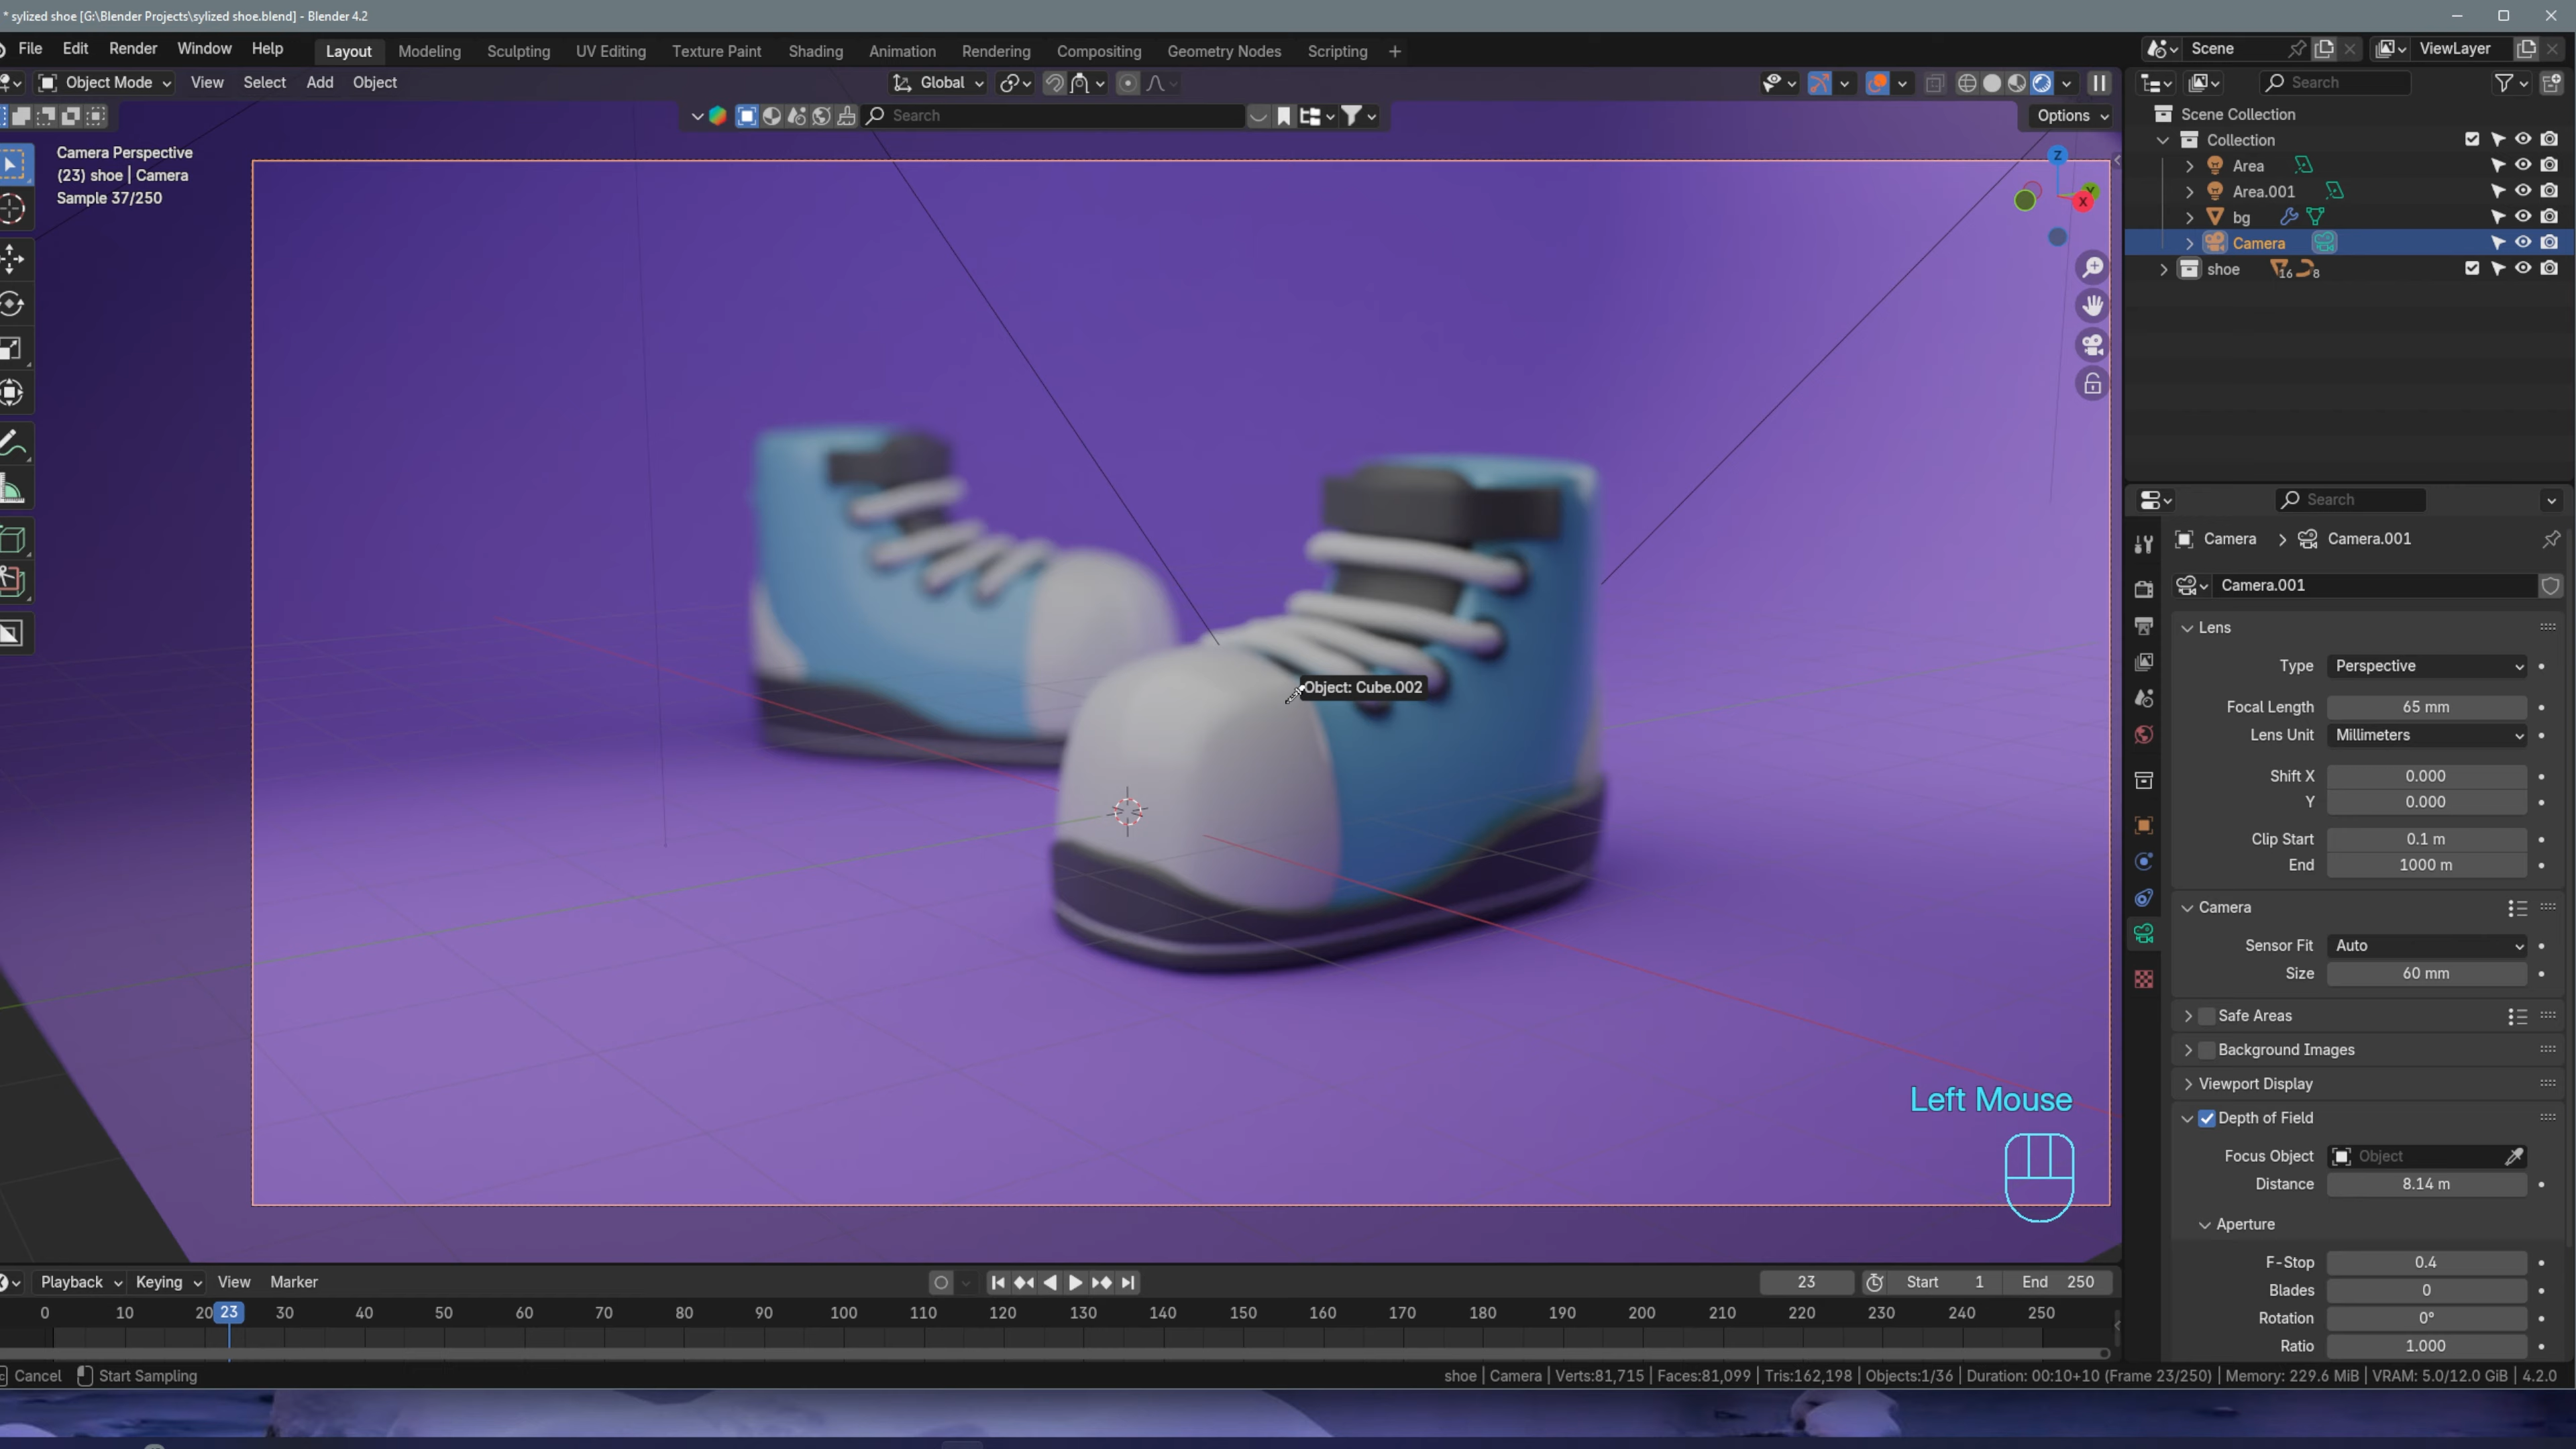 * sylized shoe [G:\Blender Projects\sylized shoe.blend] - Blender 4.2
File Edit Render Window Help Layout Modeling Sculpting UV Editing Texture Paint Shading Animation Rendering Compositing Geometry Nodes Scripting + Scene ViewLayer
Object Mode View Select Add Object Global Search
Search Options
Camera Perspective
(23) shoe | Camera
Sample 37/250
Z
Y
X
Scene Collection
Collection
Area
Area.001
bg
Camera
shoe 16 8
Search
Camera > Camera.001
Camera.001
Lens
Type Perspective
Focal Length 65 mm
Lens Unit Millimeters
Shift X 0.000
Y 0.000
Clip Start 0.1 m
End 1000 m
Camera
Sensor Fit Auto
Size 60 mm
Safe Areas
Background Images
Viewport Display
Depth of Field
Focus Object Object
Distance 8.14 m
Aperture
F-Stop 0.4
Blades 0
Rotation 0°
Ratio 1.000
Object: Cube.002
Left Mouse
Playback Keying View Marker 23 Start 1 End 250
0 10 20 23 30 40 50 60 70 80 90 100 110 120 130 140 150 160 170 180 190 200 210 220 230 240 250
Cancel Start Sampling shoe | Camera | Verts:81,715 | Faces:81,099 | Tris:162,198 | Objects:1/36 | Duration: 00:10+10 (Frame 23/250) | Memory: 229.6 MiB | VRAM: 5.0/12.0 GiB | 4.2.0